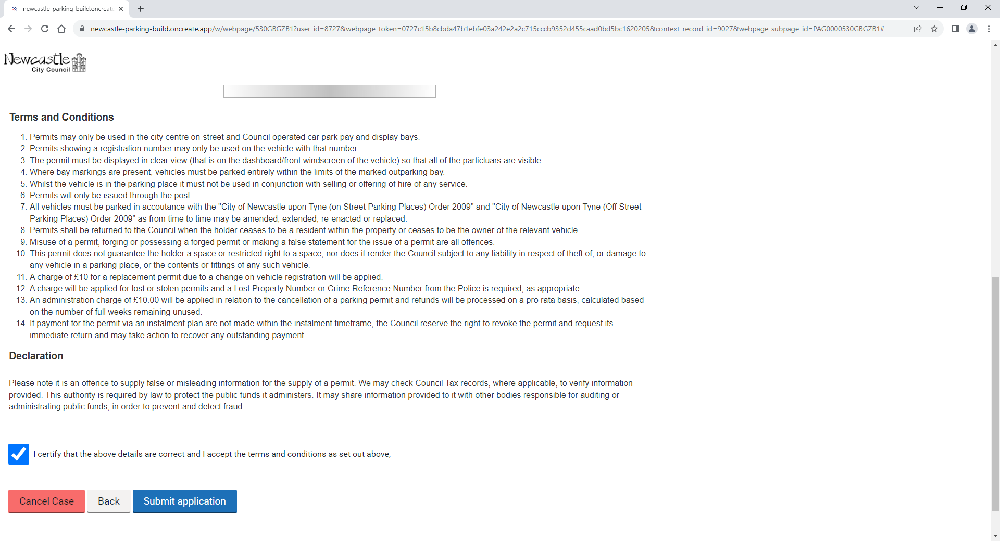 newcastle-parking-build.oncreate
newcastle-parking-build.oncreate.app/w/webpage/530GBGZB1?user_id=8727&webpage_token=0727c15b8cbda47b1ebfe03a242e2a2c715cccb9352d455caad0bd5bc1620205&context_record_id=9027&webpage_subpage_id=PAG0000530GBGZB1#
Newcastle
City Council
Terms and Conditions
1. Permits may only be used in the city centre on-street and Council operated car park pay and display bays.
2. Permits showing a registration number may only be used on the vehicle with that number.
3. The permit must be displayed in clear view (that is on the dashboard/front windscreen of the vehicle) so that all of the particluars are visible.
4. Where bay markings are present, vehicles must be parked entirely within the limits of the marked outparking bay.
5. Whilst the vehicle is in the parking place it must not be used in conjunction with selling or offering of hire of any service.
6. Permits will only be issued through the post.
7. All vehicles must be parked in accoutance with the "City of Newcastle upon Tyne (on Street Parking Places) Order 2009" and "City of Newcastle upon Tyne (Off Street
Parking Places) Order 2009" as from time to time may be amended, extended, re-enacted or replaced.
8. Permits shall be returned to the Council when the holder ceases to be a resident within the property or ceases to be the owner of the relevant vehicle.
9. Misuse of a permit, forging or possessing a forged permit or making a false statement for the issue of a permit are all offences.
10. This permit does not guarantee the holder a space or restricted right to a space, nor does it render the Council subject to any liability in respect of theft of, or damage to
any vehicle in a parking place, or the contents or fittings of any such vehicle.
11. A charge of £10 for a replacement permit due to a change on vehicle registration will be applied.
12. A charge will be applied for lost or stolen permits and a Lost Property Number or Crime Reference Number from the Police is required, as appropriate.
13. An administration charge of £10.00 will be applied in relation to the cancellation of a parking permit and refunds will be processed on a pro rata basis, calculated based
on the number of full weeks remaining unused.
14. If payment for the permit via an instalment plan are not made within the instalment timeframe, the Council reserve the right to revoke the permit and request its
immediate return and may take action to recover any outstanding payment.
Declaration
Please note it is an offence to supply false or misleading information for the supply of a permit. We may check Council Tax records, where applicable, to verify information
provided. This authority is required by law to protect the public funds it administers. It may share information provided to it with other bodies responsible for auditing or
administrating public funds, in order to prevent and detect fraud.
I certify that the above details are correct and I accept the terms and conditions as set out above,
Cancel Case Back Submit application